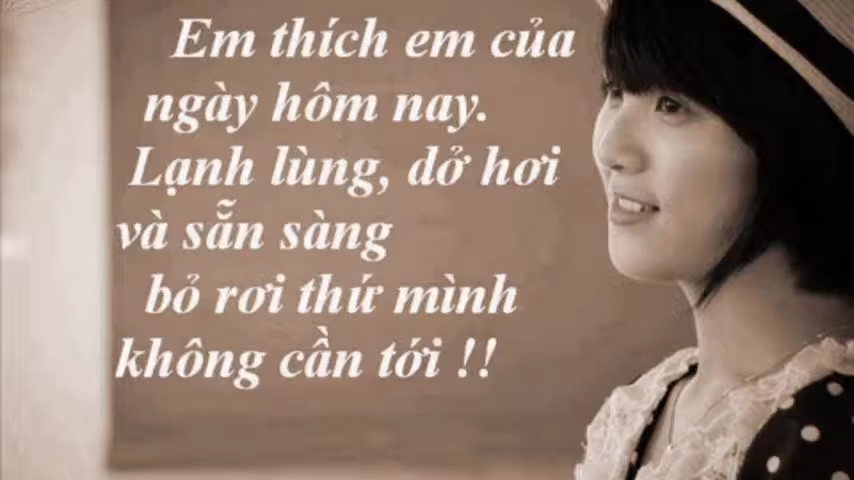 Em thích em của
ngày hôm nay.
Lạnh lùng, dở hơi
và sẵn sàng
bỏ rơi thứ mình
không cần tới !!